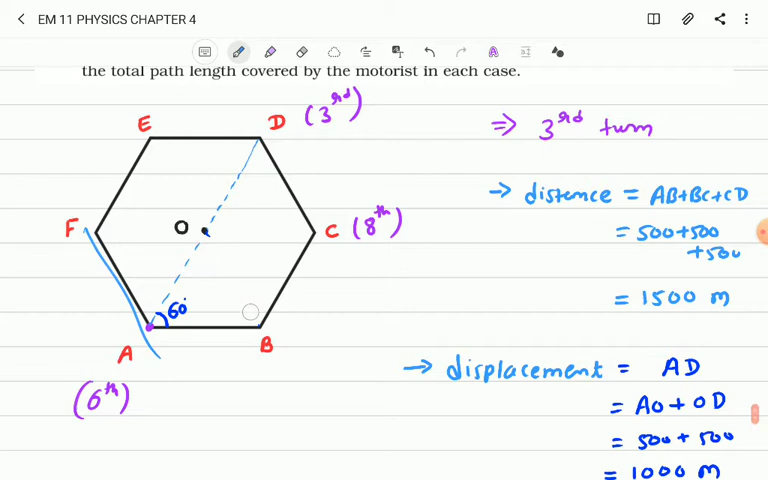 EM 11 PHYSICS CHAPTER 4
the total path length covered by the motorist in each case.
E
D (3rd)
F
O
C (8th)
60°
A
B
(6th)
⇒ 3rd turn
→ distence = AB+BC+CD
= 500+500
+500
= 1500 m
→ displacement = AD
= AO + OD
= 500 + 500
= 1000 m